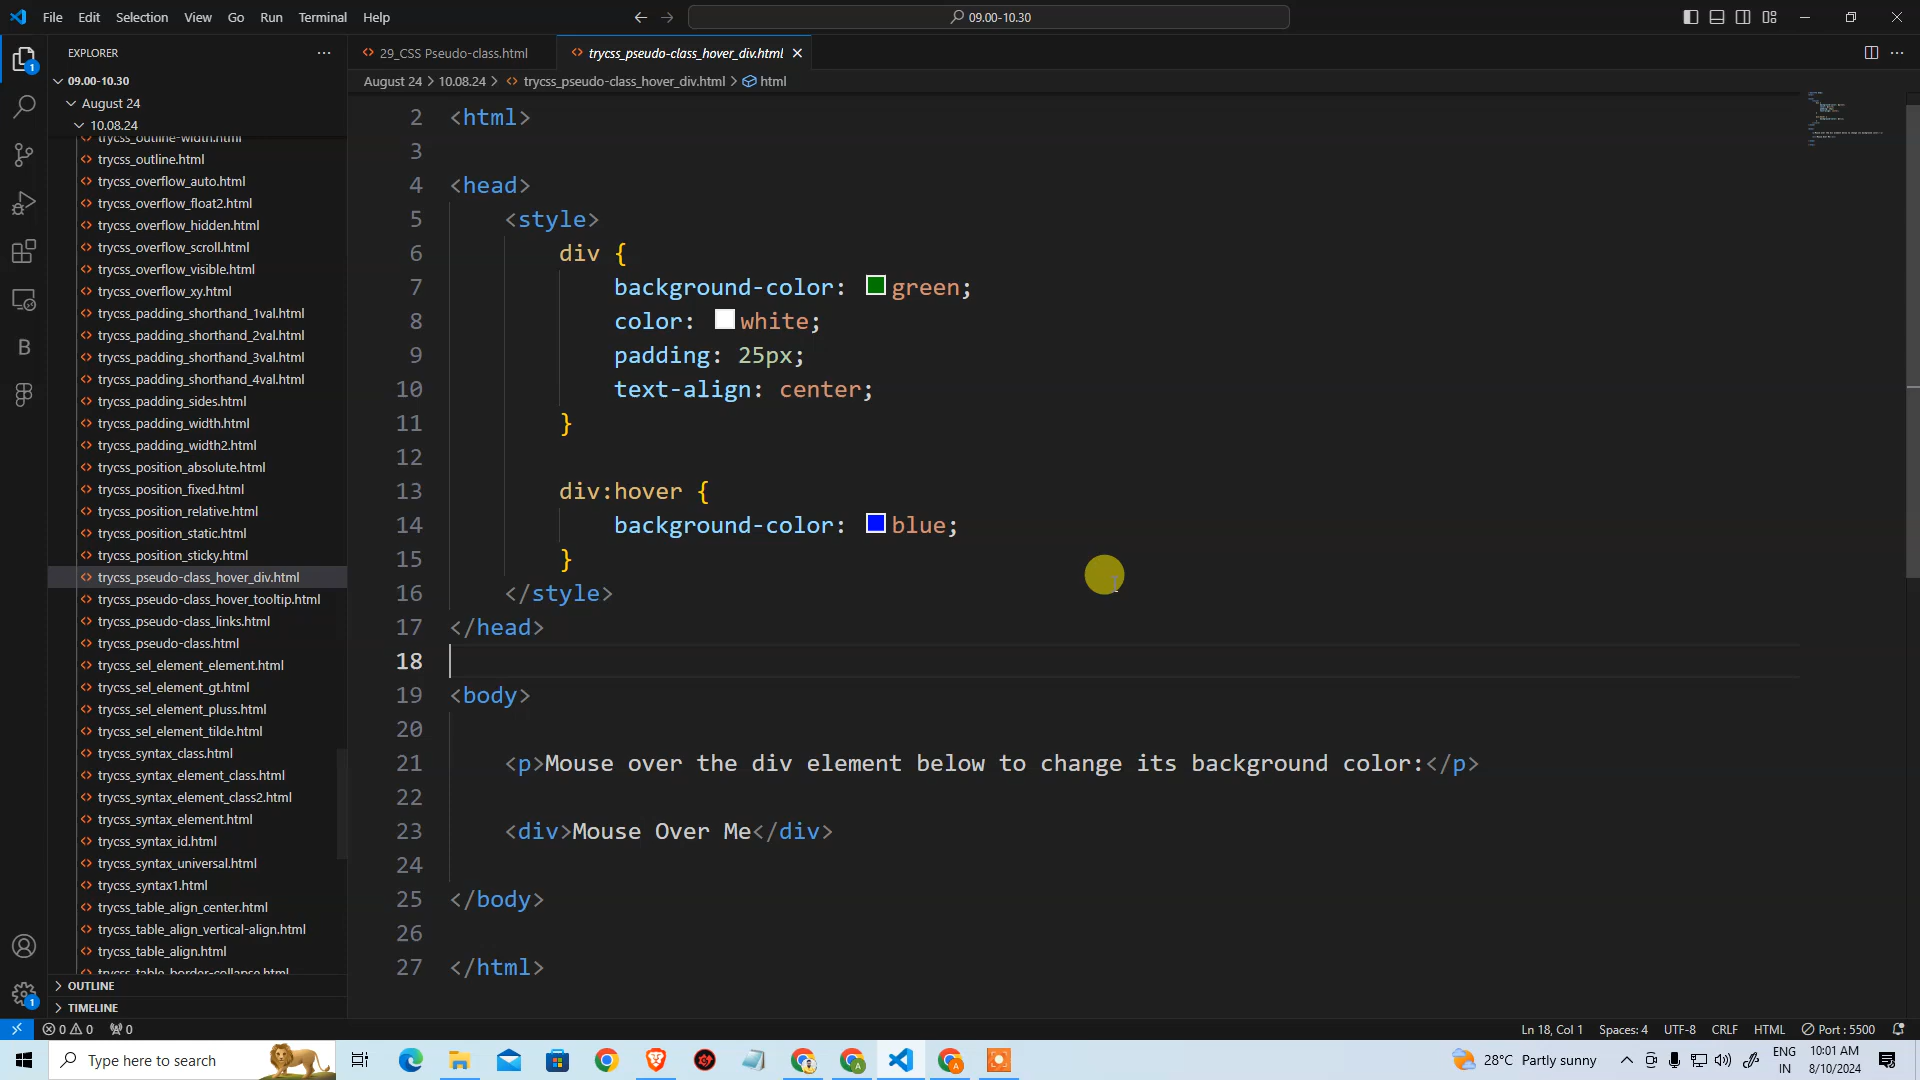 File Edit Selection View Go Run Terminal Help
09.00-10.30
EXPLORER
29_CSS Pseudo-class.html
trycss_pseudo-class_hover_div.html
09.00-10.30
August 24 > 10.08.24 > trycss_pseudo-class_hover_div.html > html
August 24
10.08.24
trycss_outline-width.html
trycss_outline.html
trycss_overflow_auto.html
trycss_overflow_float2.html
trycss_overflow_hidden.html
trycss_overflow_scroll.html
trycss_overflow_visible.html
trycss_overflow_xy.html
trycss_padding_shorthand_1val.html
trycss_padding_shorthand_2val.html
trycss_padding_shorthand_3val.html
trycss_padding_shorthand_4val.html
trycss_padding_sides.html
trycss_padding_width.html
trycss_padding_width2.html
trycss_position_absolute.html
trycss_position_fixed.html
trycss_position_relative.html
trycss_position_static.html
trycss_position_sticky.html
trycss_pseudo-class_hover_div.html
trycss_pseudo-class_hover_tooltip.html
trycss_pseudo-class_links.html
trycss_pseudo-class.html
trycss_sel_element_element.html
trycss_sel_element_gt.html
trycss_sel_element_pluss.html
trycss_sel_element_tilde.html
trycss_syntax_class.html
trycss_syntax_element_class.html
trycss_syntax_element_class2.html
trycss_syntax_element.html
trycss_syntax_id.html
trycss_syntax_universal.html
trycss_syntax1.html
trycss_table_align_center.html
trycss_table_align_vertical-align.html
trycss_table_align.html
trycss_table_border-collapse.html
OUTLINE
TIMELINE
2 <html>
3
4 <head>
5 <style>
6 div {
7 background-color: green;
8 color: white;
9 padding: 25px;
10 text-align: center;
11 }
12
13 div:hover {
14 background-color: blue;
15 }
16 </style>
17 </head>
18
19 <body>
20
21 <p>Mouse over the div element below to change its background color:</p>
22
23 <div>Mouse Over Me</div>
24
25 </body>
26
27 </html>
0 0 0
Ln 18, Col 1 Spaces: 4 UTF-8 CRLF HTML Port : 5500
Type here to search
28°C Partly sunny
ENG
IN
10:01 AM
8/10/2024